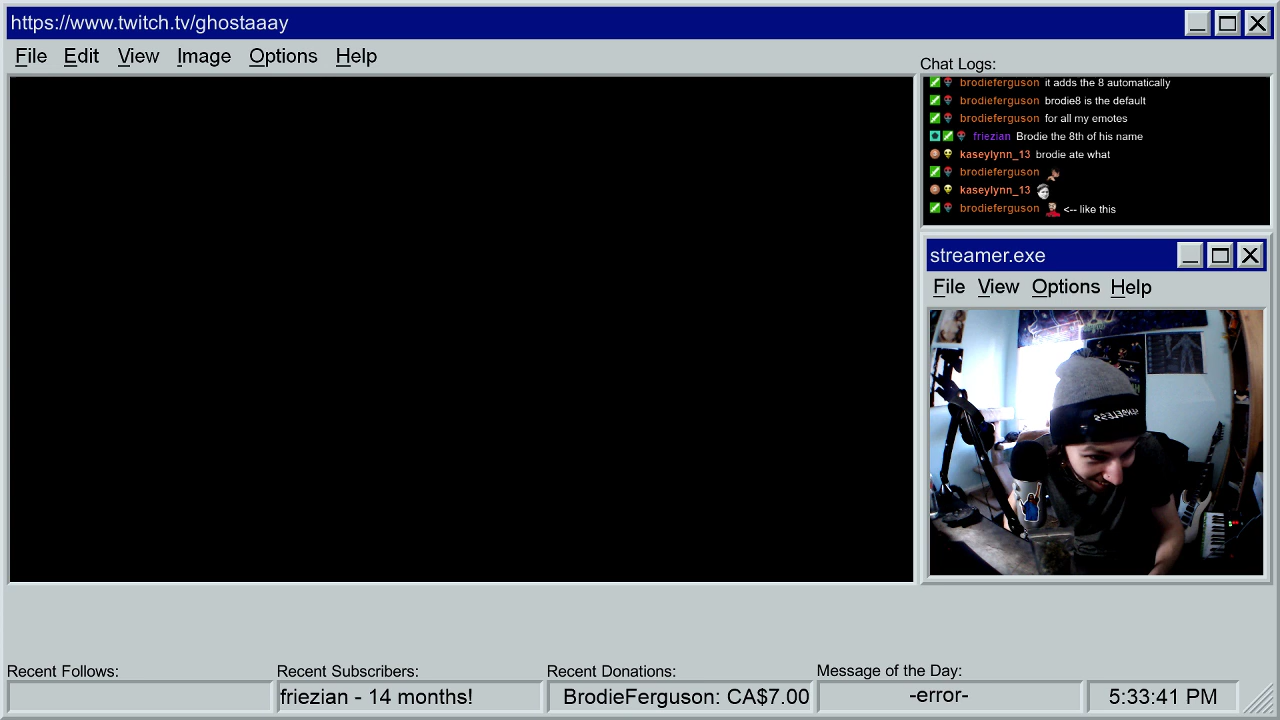 https://www.twitch.tv/ghostaaay
File Edit View Image Options Help
Chat Logs:
brodieferguson it adds the 8 automatically
brodieferguson brodie8 is the default
brodieferguson for all my emotes
friezian Brodie the 8th of his name
kaseylynn_13 brodie ate what
brodieferguson
kaseylynn_13
brodieferguson <-- like this
streamer.exe
File View Options Help
Recent Follows:
Recent Subscribers:
friezian - 14 months!
Recent Donations:
BrodieFerguson: CA$7.00
Message of the Day:
-error-
5:33:41 PM